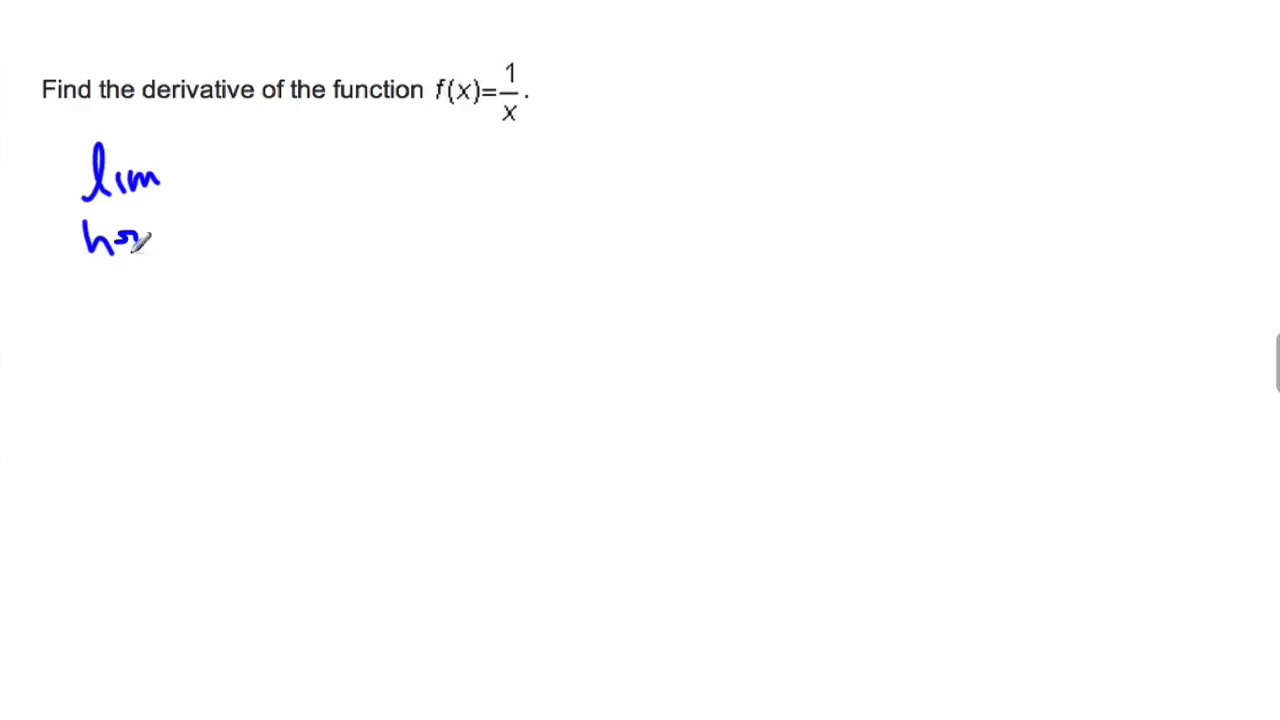 Find the derivative of the function f(x)=1/x.
lim
h→